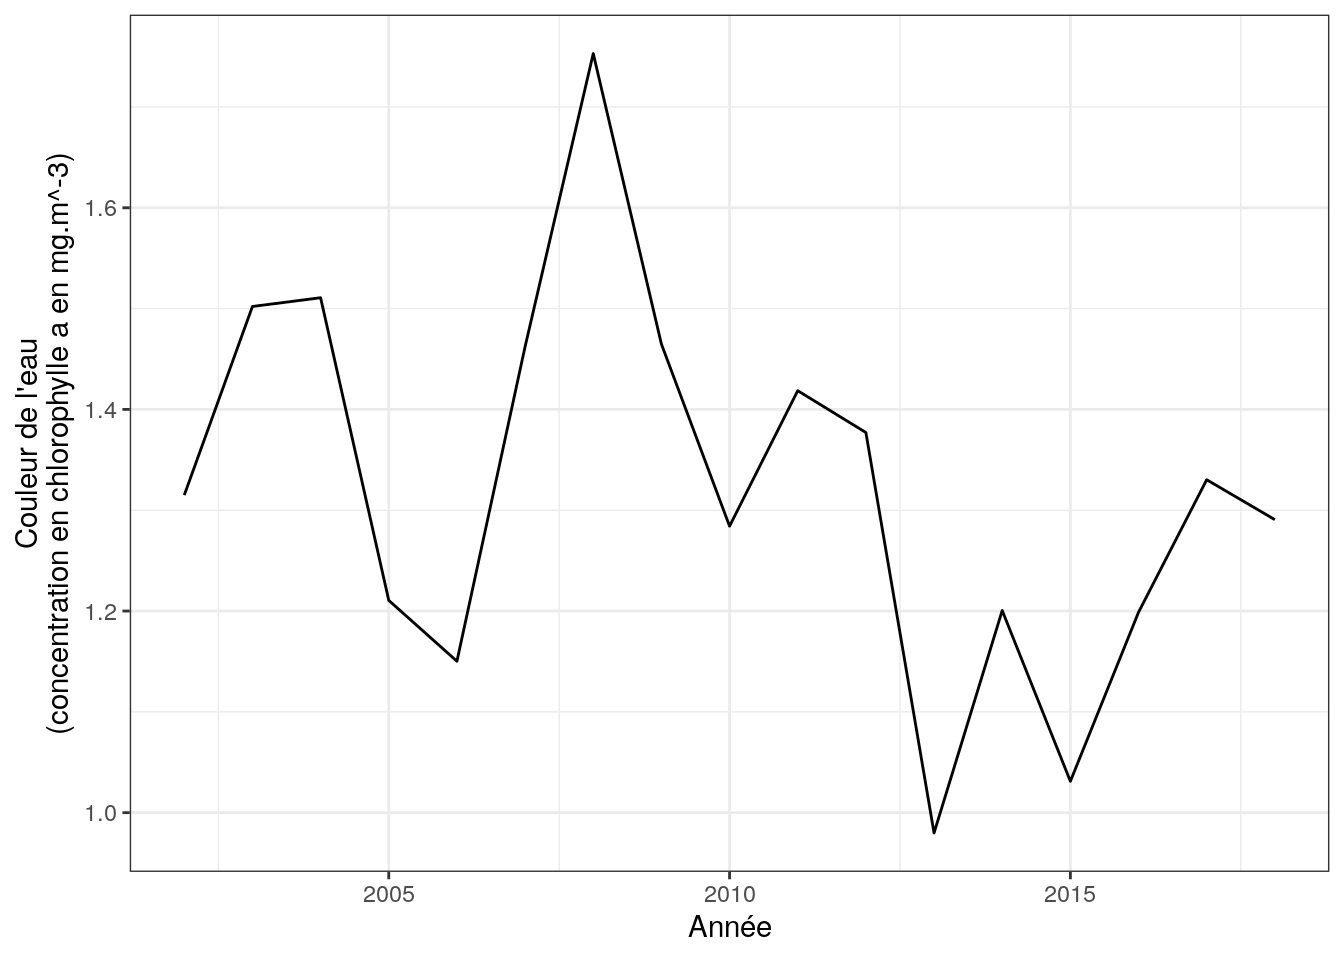 Couleur de l'eau
(concentration en chlorophylle a en mg.m^-3)
1.6
1.4
1.2
1.0
2005
2010
2015
Année